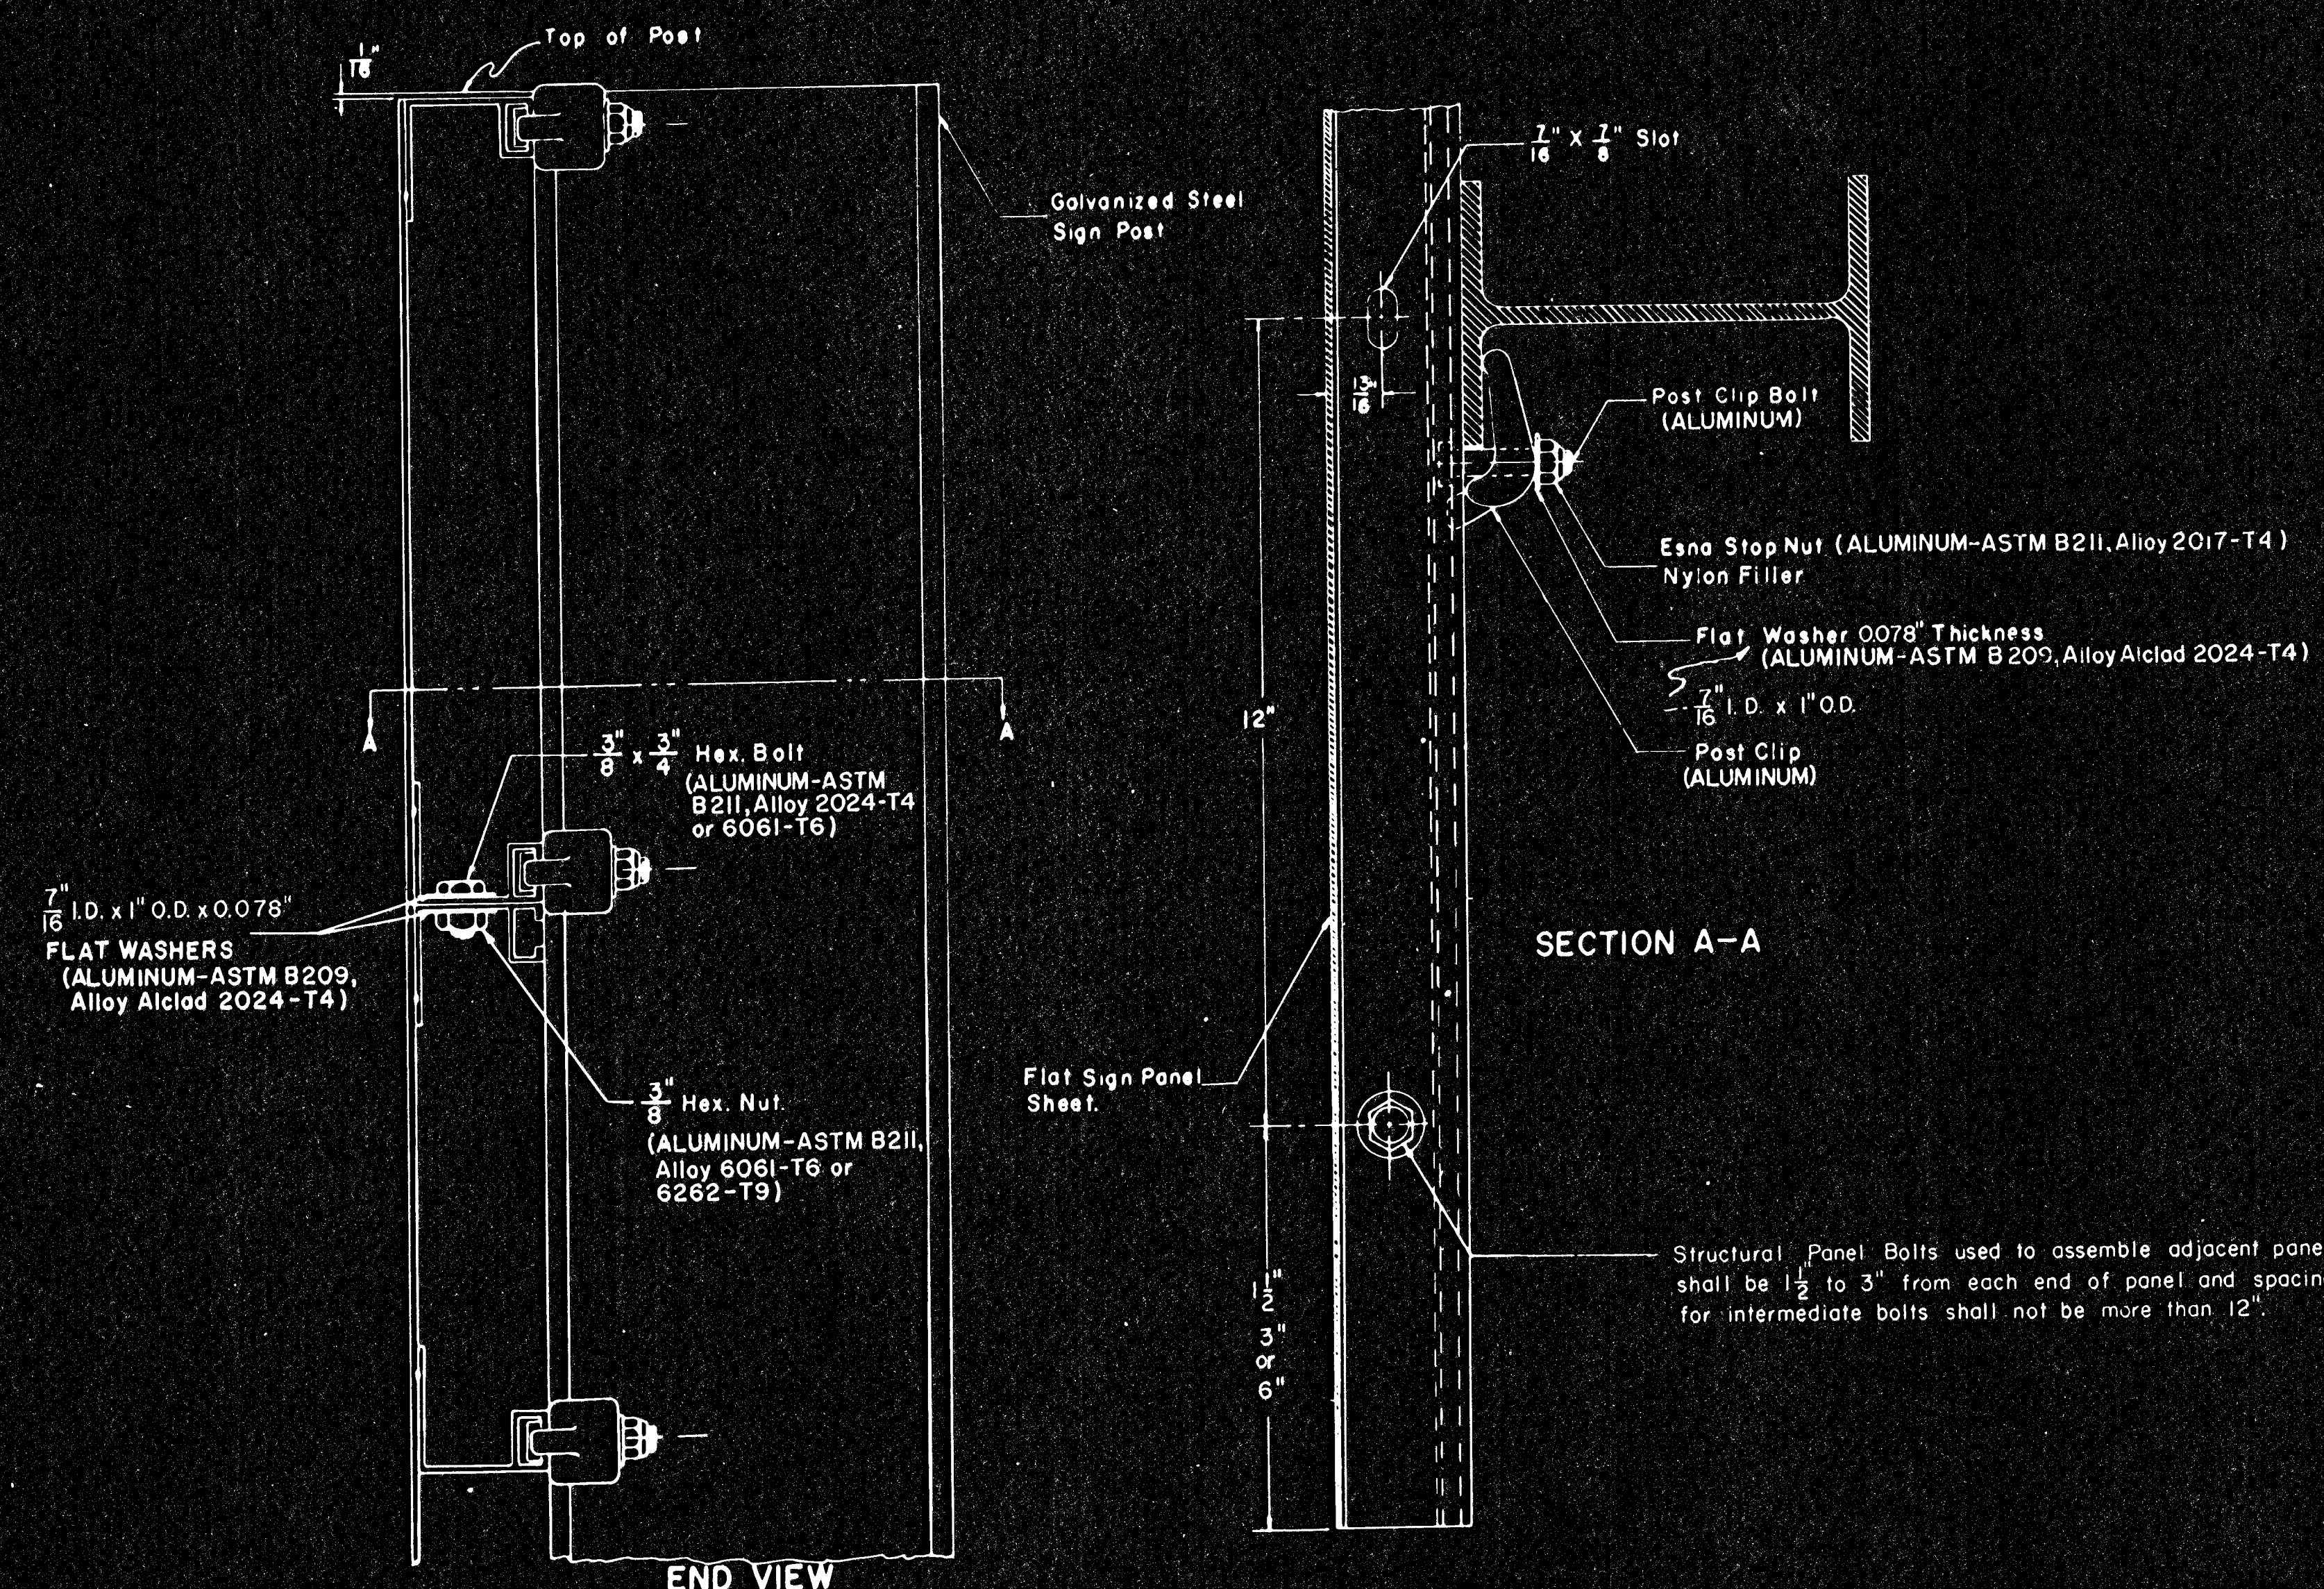 1/16"
Top of Post
Galvanized Steel
Sign Post
A
A
3/8" x 3/4" Hex. Bolt
(ALUMINUM-ASTM
B211, Alloy 2024-T4
or 6061-T6)
7/16" I.D. x 1" O.D. x 0.078"
FLAT WASHERS
(ALUMINUM-ASTM B209,
Alloy Alclad 2024-T4)
3/8" Hex. Nut.
(ALUMINUM-ASTM B211,
Alloy 6061-T6 or
6262-T9)
END VIEW
7/16" X 7/8" Slot
13/16"
Post Clip Bolt
(ALUMINUM)
Esna Stop Nut (ALUMINUM-ASTM B211, Alloy 2017-T4)
Nylon Filler
Flat Washer 0.078" Thickness
(ALUMINUM-ASTM B209, Alloy Alclad 2024-T4)
7/16" I.D. x 1" O.D.
Post Clip
(ALUMINUM)
12"
SECTION A-A
Flat Sign Panel
Sheet.
1 1/2"
3"
or
6"
Structural Panel Bolts used to assemble adjacent pane
shall be 1 1/2" to 3" from each end of panel and spacin
for intermediate bolts shall not be more than 12".